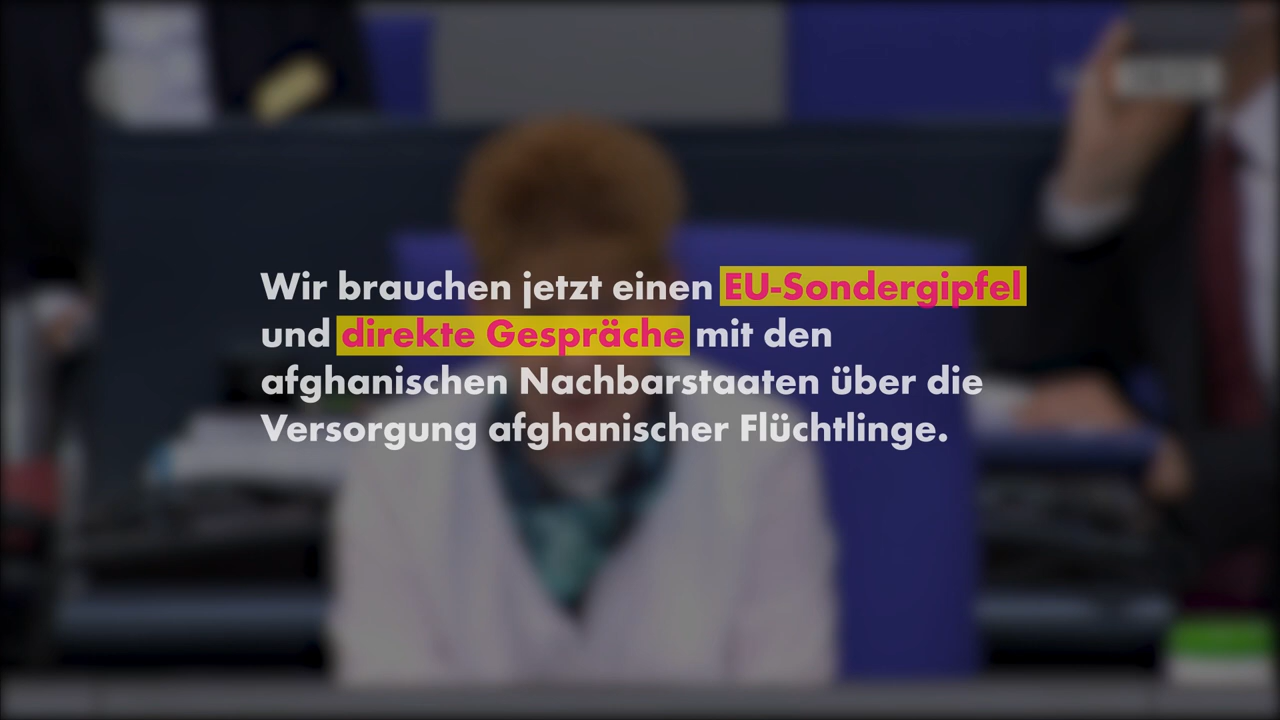 Wir brauchen jetzt einen EU-Sondergipfel
und direkte Gespräche mit den
afghanischen Nachbarstaaten über die
Versorgung afghanischer Flüchtlinge.